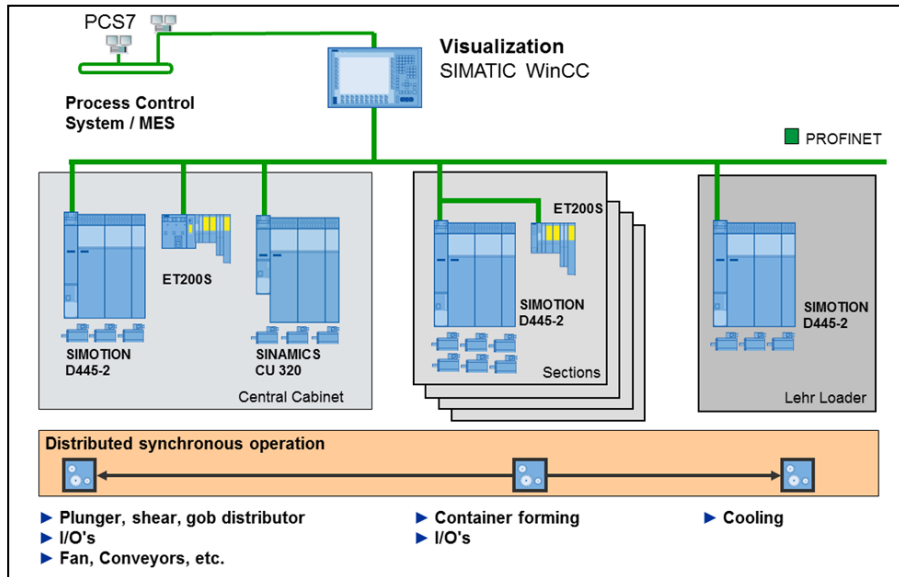 PCS7
Visualization
SIMATIC WinCC
Process Control
System / MES
PROFINET
ET200S
SIMOTION
D445-2
SINAMICS
CU 320
Central Cabinet
ET200S
SIMOTION
D445-2
Sections
SIMOTION
D445-2
Lehr Loader
Distributed synchronous operation
► Plunger, shear, gob distributor
► I/O's
► Fan, Conveyors, etc.
► Container forming
► I/O's
► Cooling